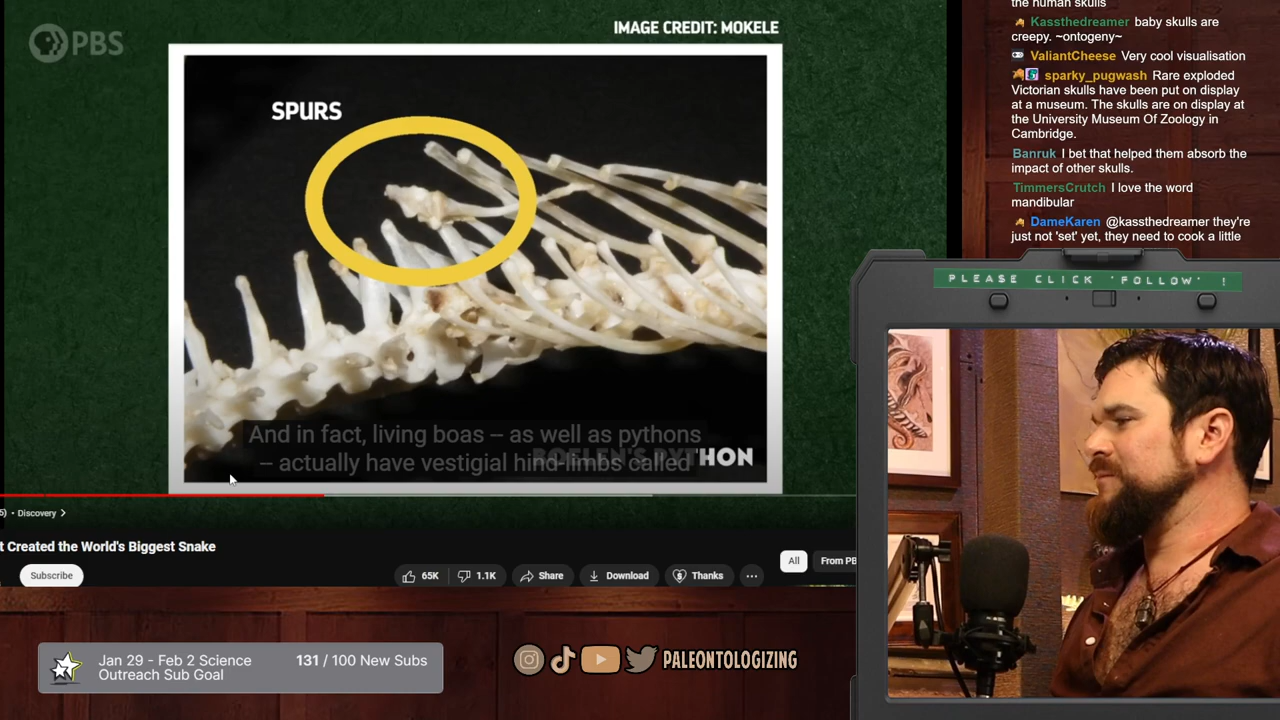 PBS
IMAGE CREDIT: MOKELE
SPURS
And in fact, living boas – as well as pythons
– actually have vestigial hind-limbs called
PYTHON
5) • Discovery
t Created the World's Biggest Snake
Subscribe
65K
1.1K
Share
Download
Thanks
All
From PB
the human skulls
Kassthedreamer baby skulls are
creepy. ~ontogeny~
ValiantCheese Very cool visualisation
sparky_pugwash Rare exploded
Victorian skulls have been put on display
at a museum. The skulls are on display at
the University Museum Of Zoology in
Cambridge.
Banruk I bet that helped them absorb the
impact of other skulls.
TimmersCrutch I love the word
mandibular
DameKaren @kassthedreamer they're
just not 'set' yet, they need to cook a little
PLEASE CLICK 'FOLLOW' !
Jan 29 - Feb 2 Science
Outreach Sub Goal
131 / 100 New Subs
PALEONTOLOGIZING